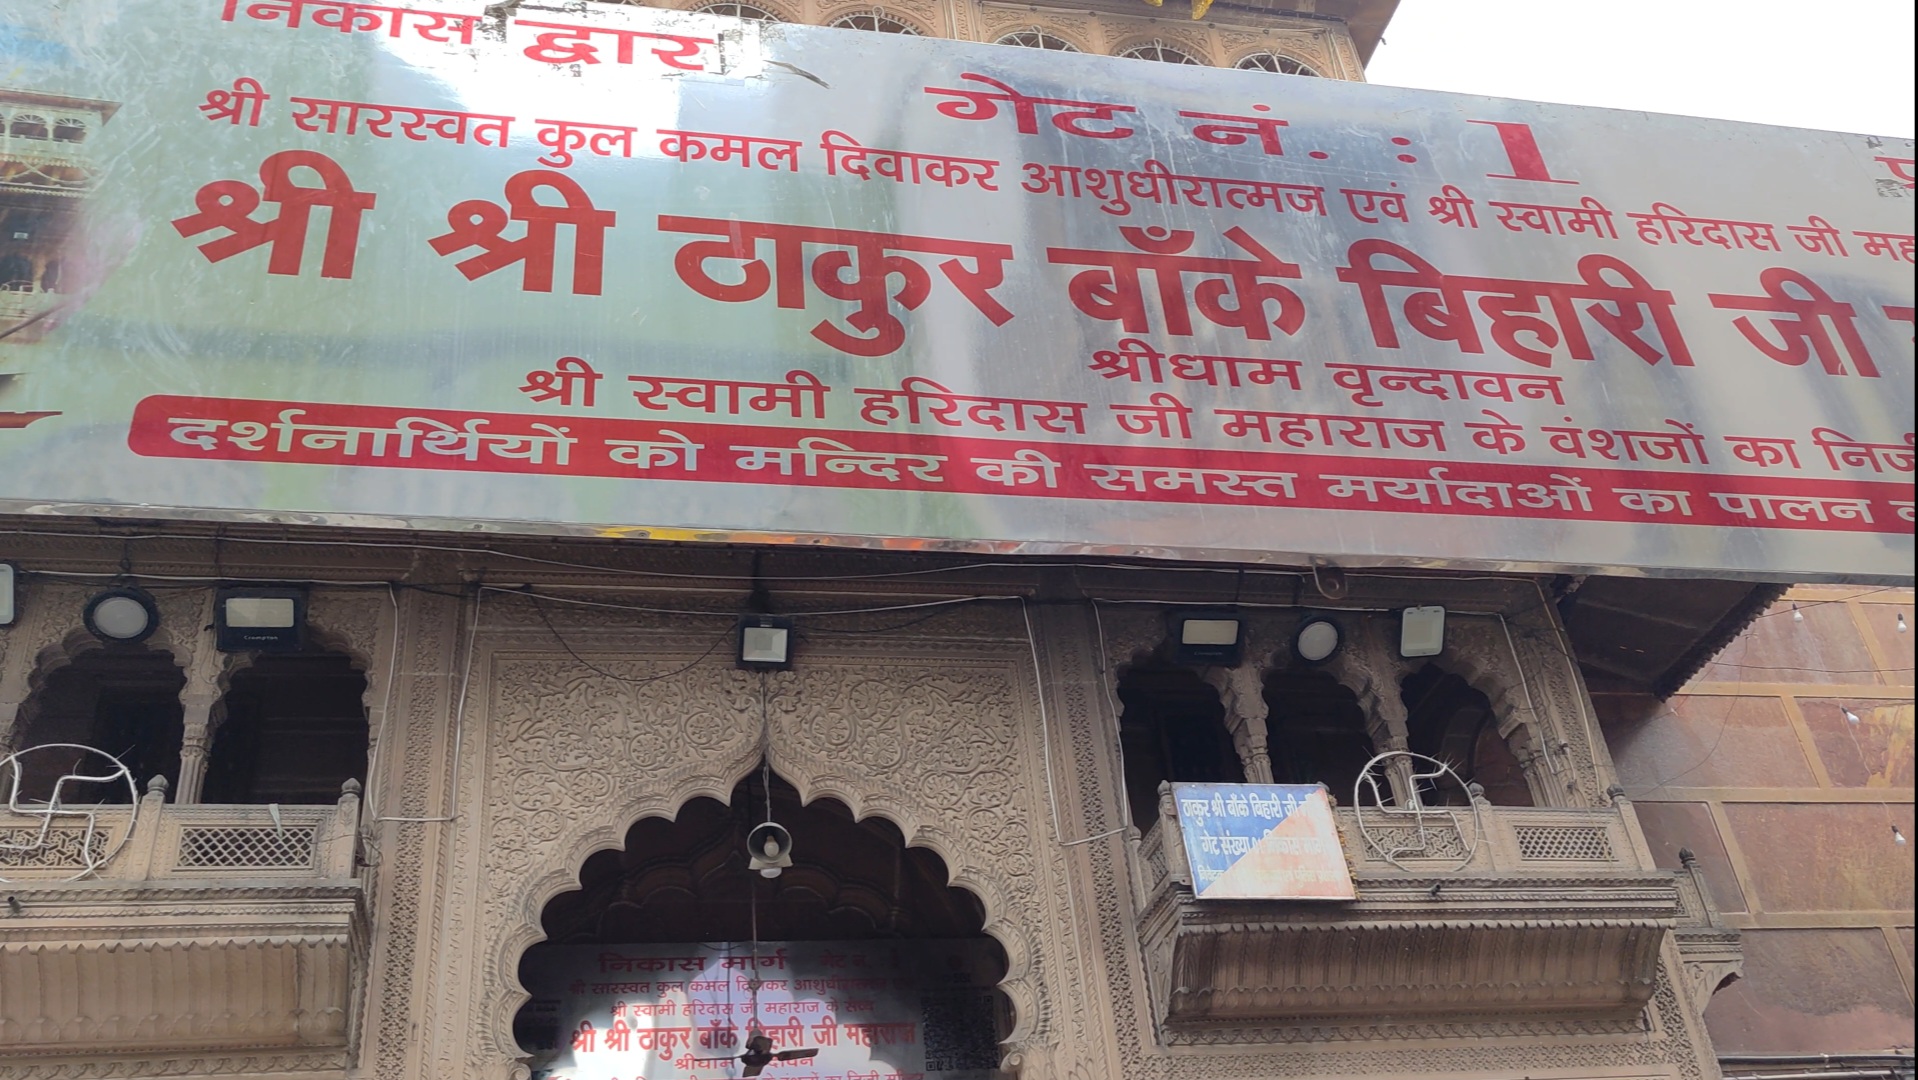 निकास द्वार
गेट नं. : 1
श्री सारस्वत कुल कमल दिवाकर आशुधीरात्मज एवं श्री स्वामी हरिदास जी
श्री श्री ठाकुर बाँके बिहारी जी
श्रीधाम वृन्दावन
श्री स्वामी हरिदास जी महाराज के वंशजों का
दर्शनार्थियों को मन्दिर की समस्त मर्यादाओं का पालन
Crompton
ठाकुर श्री बाँके बिहारी जी
गेट संख्या
निकास मार्ग
श्री सारस्वत कुल कमल
श्री स्वामी हरिदास जी महाराज के
श्री श्री ठाकुर बाँके बिहारी जी महाराज
श्रीधाम